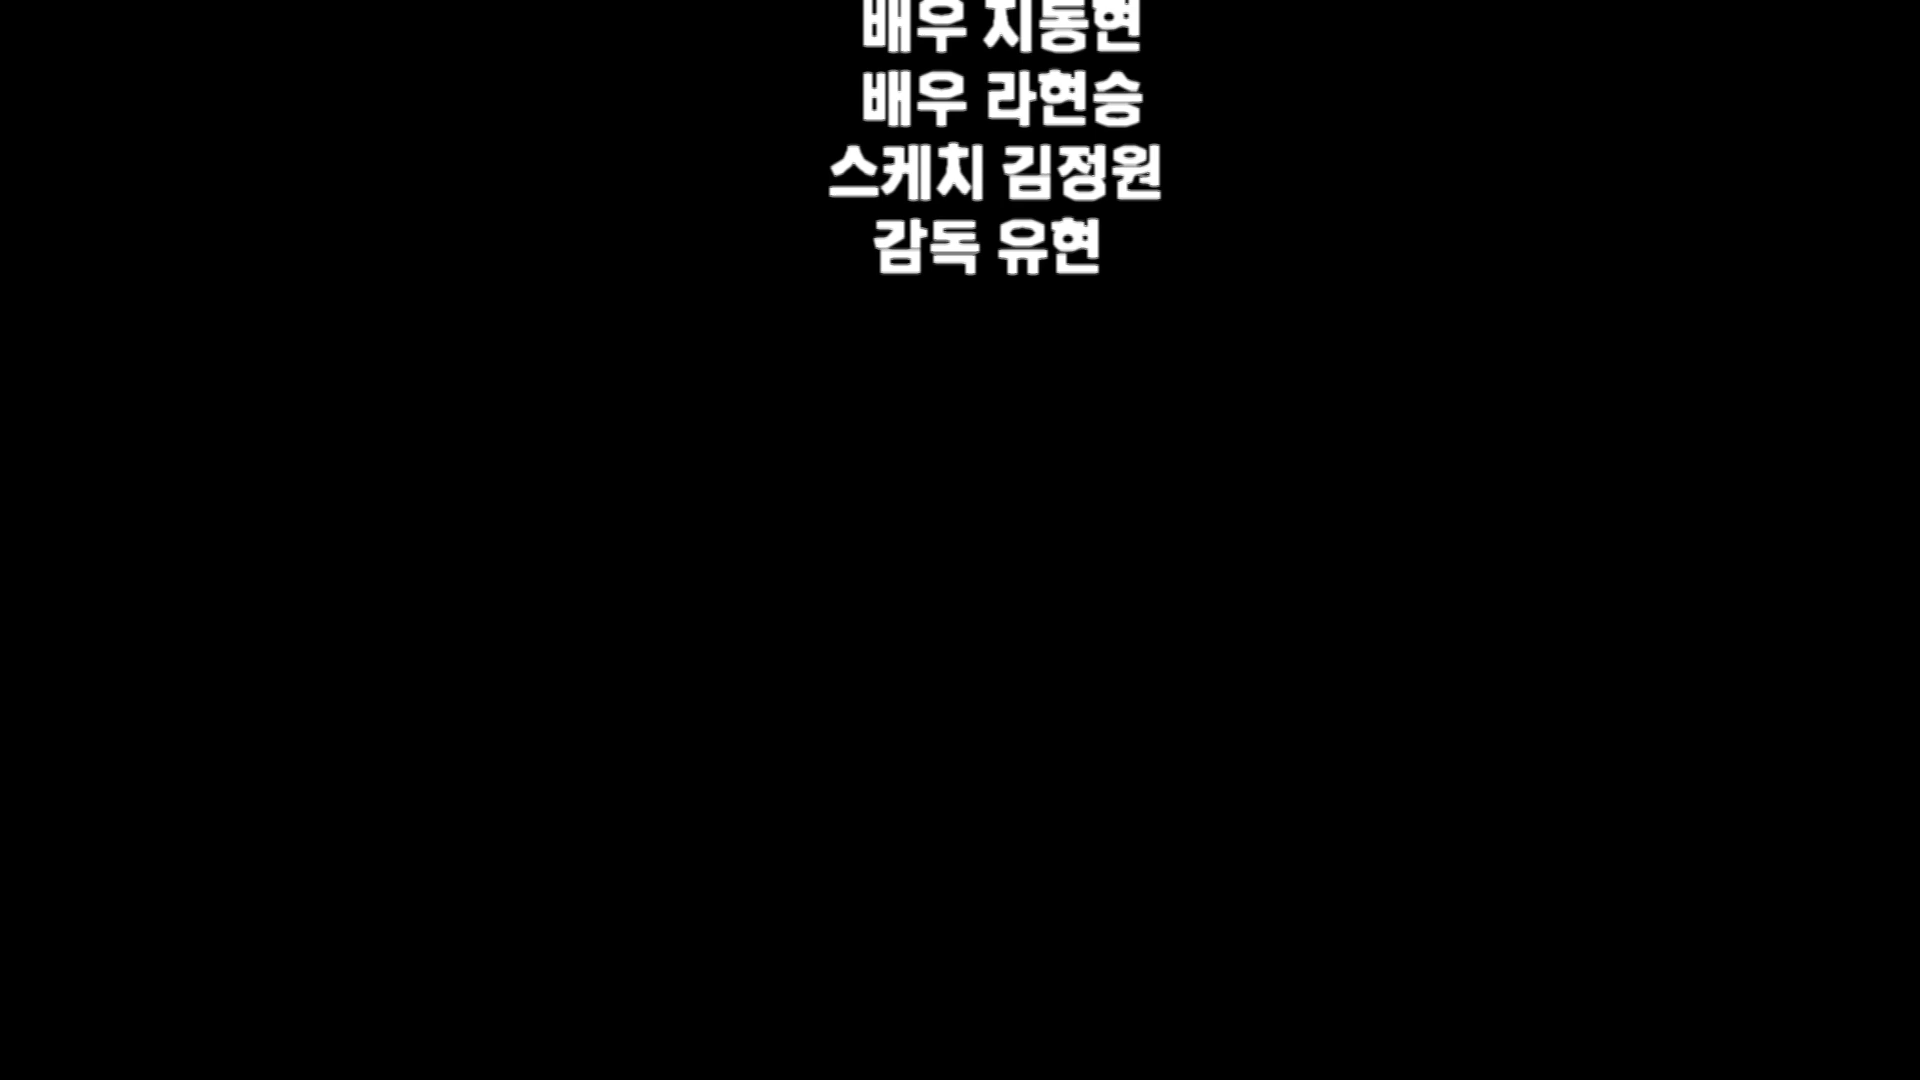 배우 지동현
배우 라현승
스케치 김정원
감독 유현